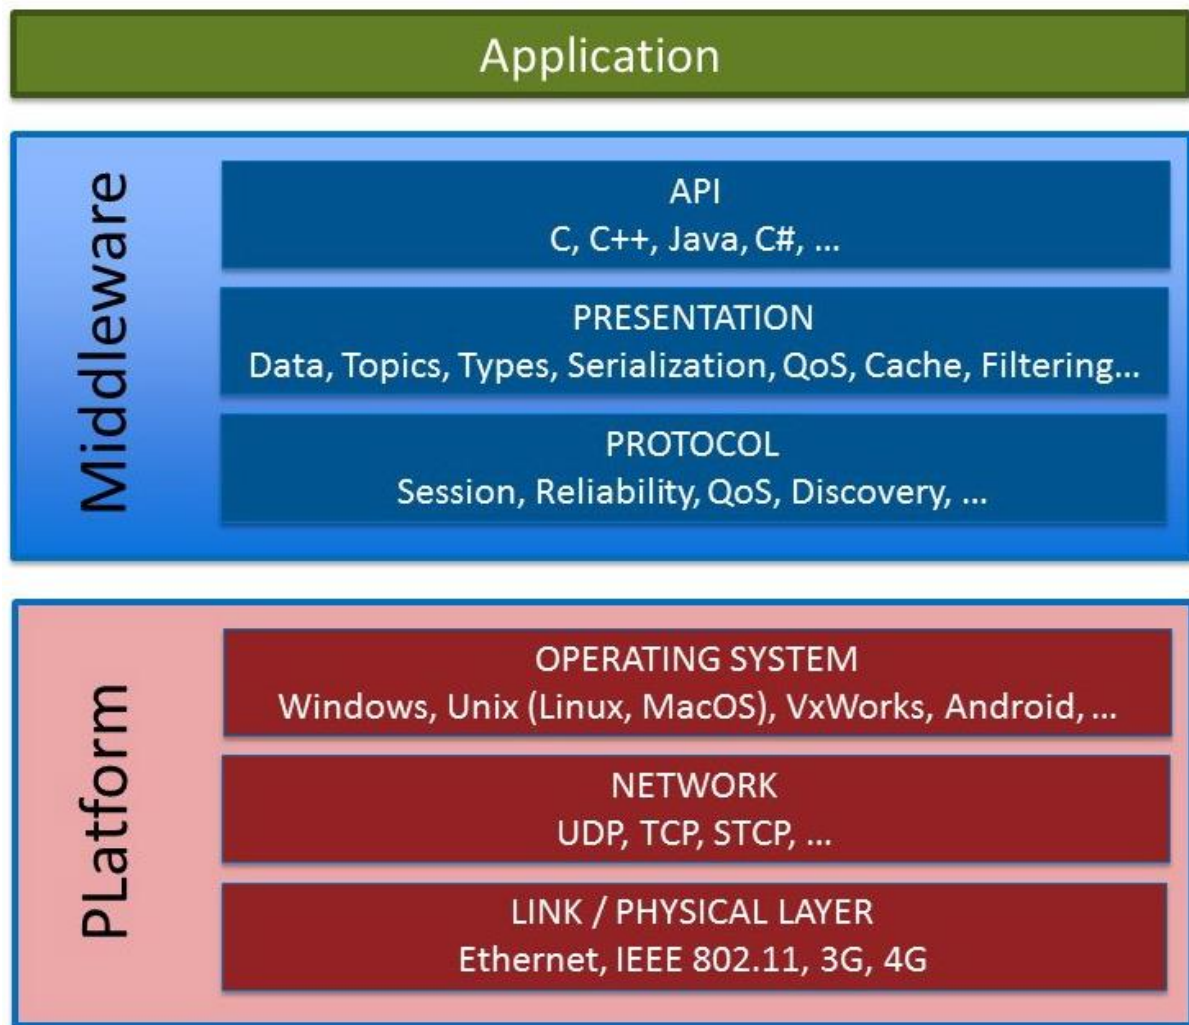 Application
Middleware
API
C, C++, Java, C#, ...
PRESENTATION
Data, Topics, Types, Serialization, QoS, Cache, Filtering...
PROTOCOL
Session, Reliability, QoS, Discovery, ...
PLatform
OPERATING SYSTEM
Windows, Unix (Linux, MacOS), VxWorks, Android, ...
NETWORK
UDP, TCP, STCP, ...
LINK / PHYSICAL LAYER
Ethernet, IEEE 802.11, 3G, 4G